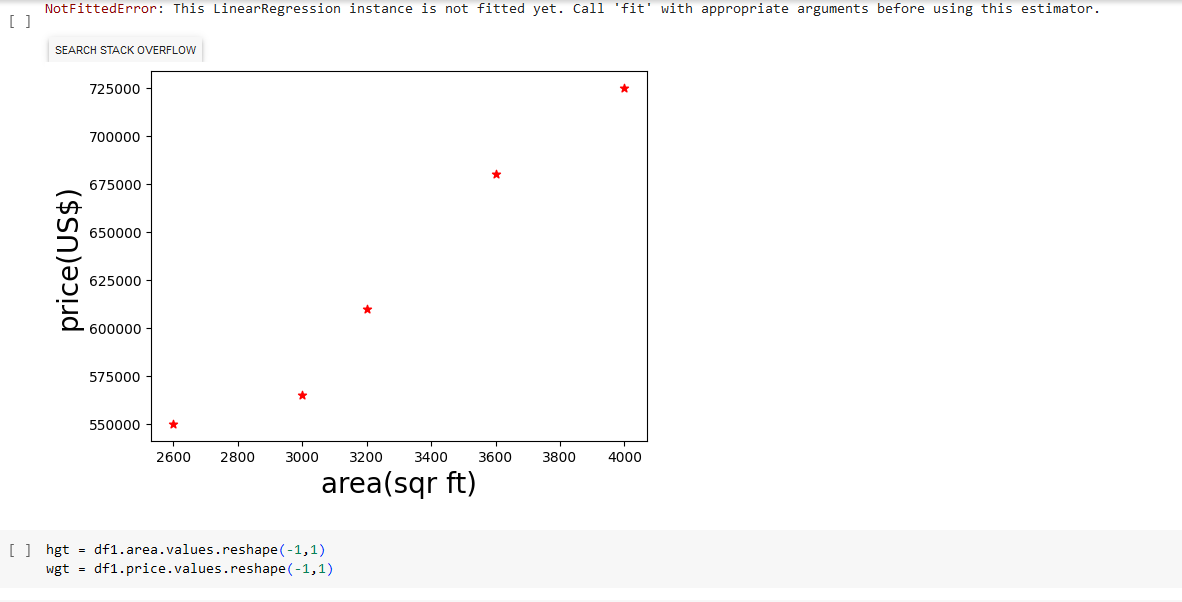 NotFittedError: This LinearRegression instance is not fitted yet. Call 'fit' with appropriate arguments before using this estimator.
[ ]
SEARCH STACK OVERFLOW
725000
700000
675000
650000
625000
600000
575000
550000
price(US$)
2600 2800 3000 3200 3400 3600 3800 4000
area(sqr ft)
[ ] hgt = df1.area.values.reshape(-1,1)
wgt = df1.price.values.reshape(-1,1)